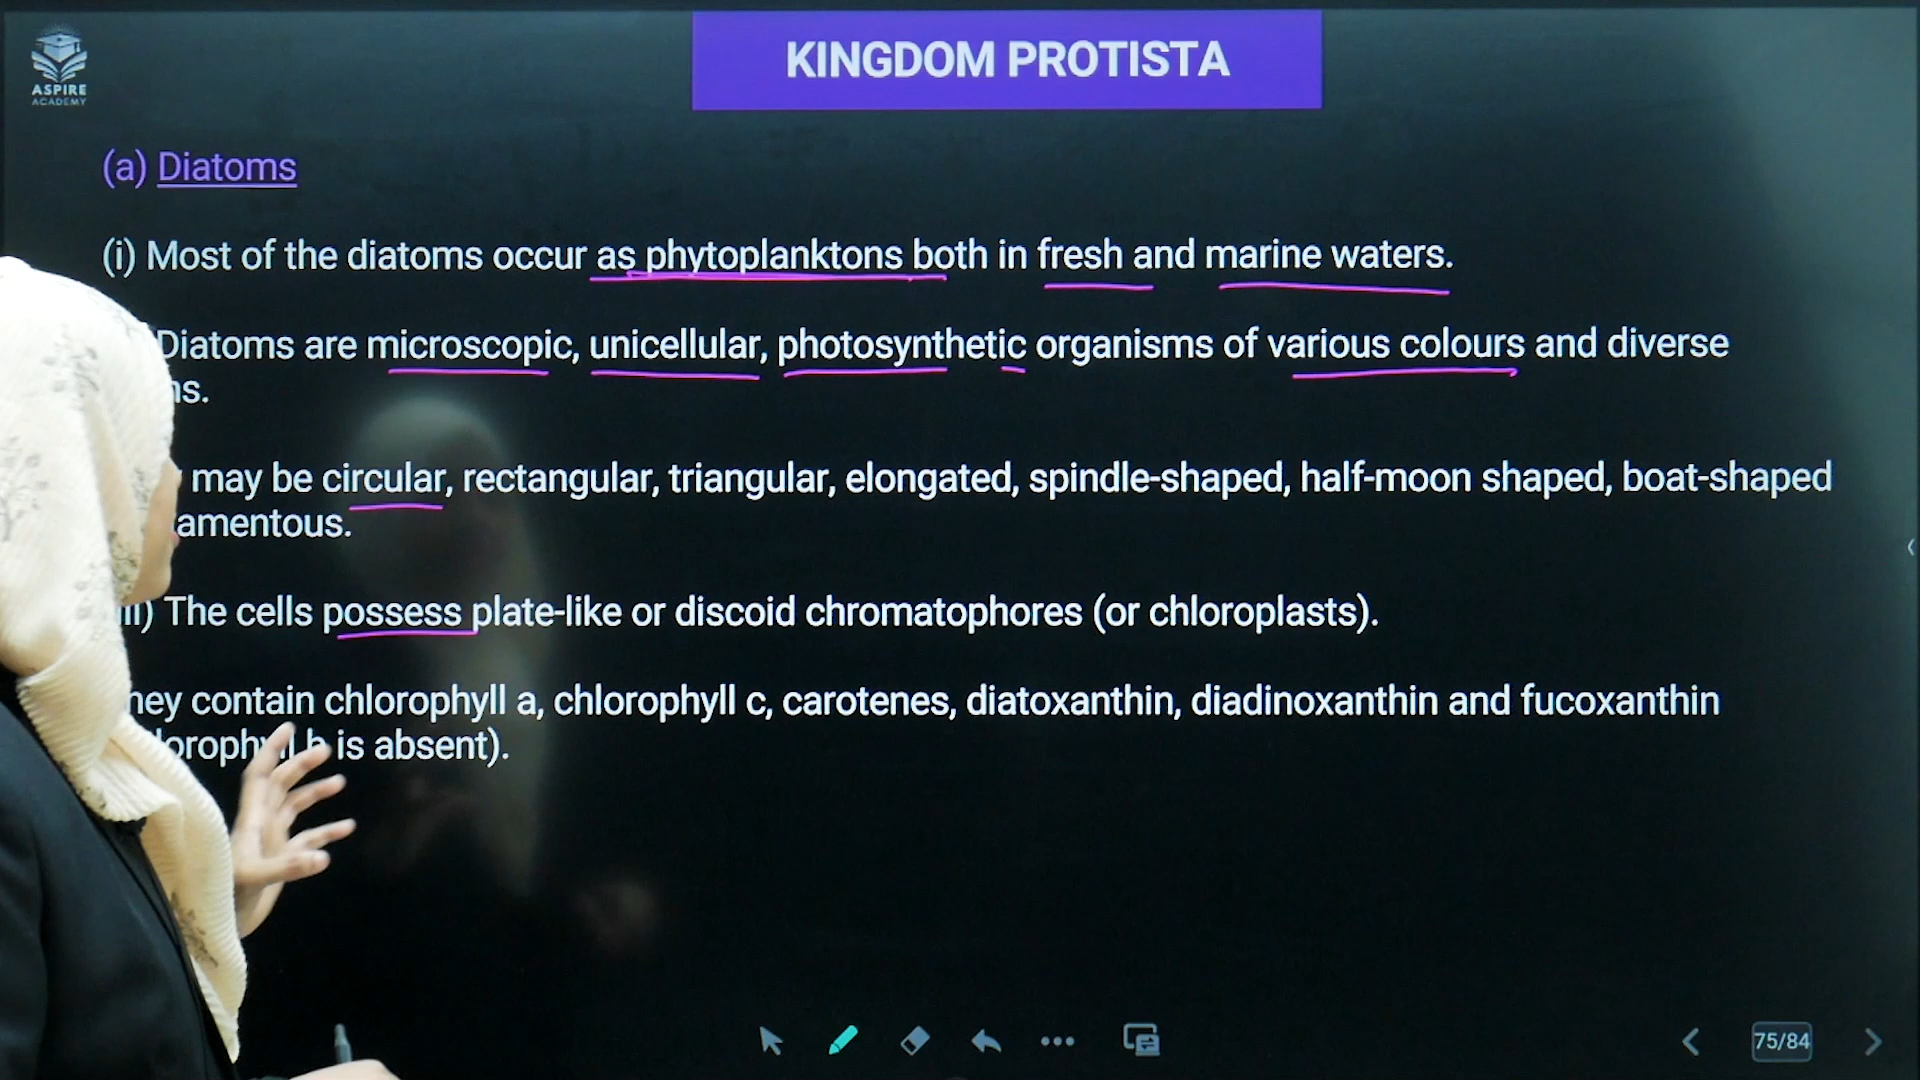 ASPIRE
ACADEMY
KINGDOM PROTISTA
(a) Diatoms
(i) Most of the diatoms occur as phytoplanktons both in fresh and marine waters.
Diatoms are microscopic, unicellular, photosynthetic organisms of various colours and diverse
may be circular, rectangular, triangular, elongated, spindle-shaped, half-moon shaped, boat-shaped
The cells possess plate-like or discoid chromatophores (or chloroplasts).
contain chlorophyll a, chlorophyll c, carotenes, diatoxanthin, diadinoxanthin and fucoxanthin
b is absent).
75/84